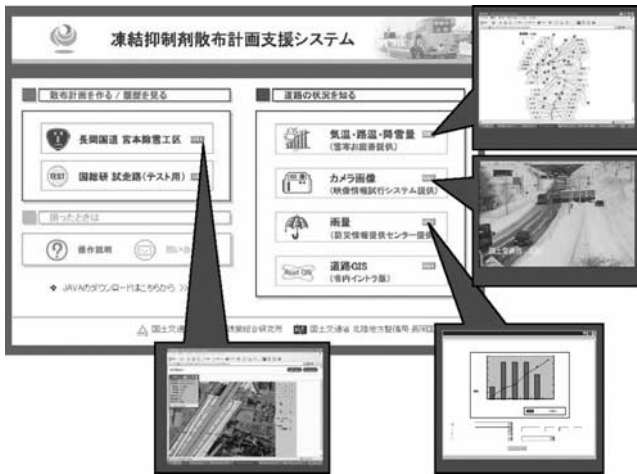 凍結抑制剤散布計画支援システム
散布計画を作る / 履歴を見る
長岡国道 宮本除雪工区
TEST
国総研 試走路(テスト用)
困ったときは
操作説明
JAVAのダウンロードはこちらから >>
道路の状況を知る
気温・路温・降雪量
(雪寒お困番提供)
カメラ画像
(映像情報試行システム提供)
雨量
(防災情報提供センター提供
道路GIS
(省内イントラ版)
Road GIS
国土交通
術総合研究所
国土交通省 北陸地方整備局 長岡国